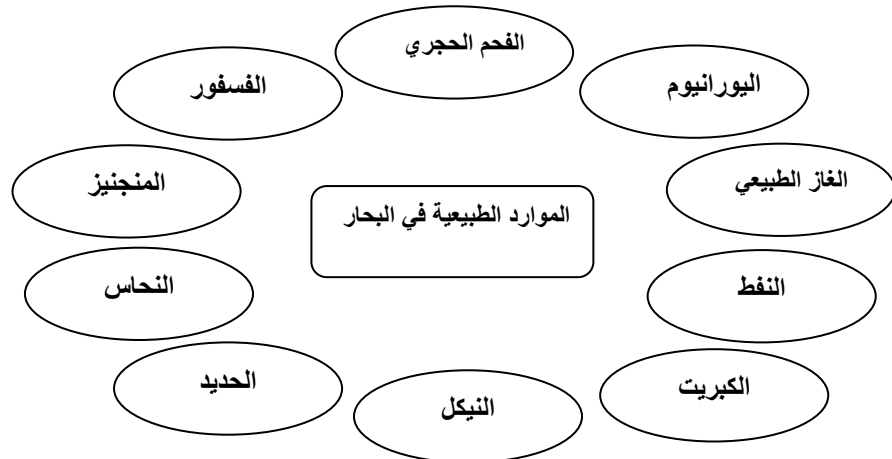 الفحم الحجري
اليورانيوم
الفسفور
الغاز الطبيعي
المنجنيز
الموارد الطبيعية في البحار
النفط
النحاس
الكبريت
الحديد
النيكل